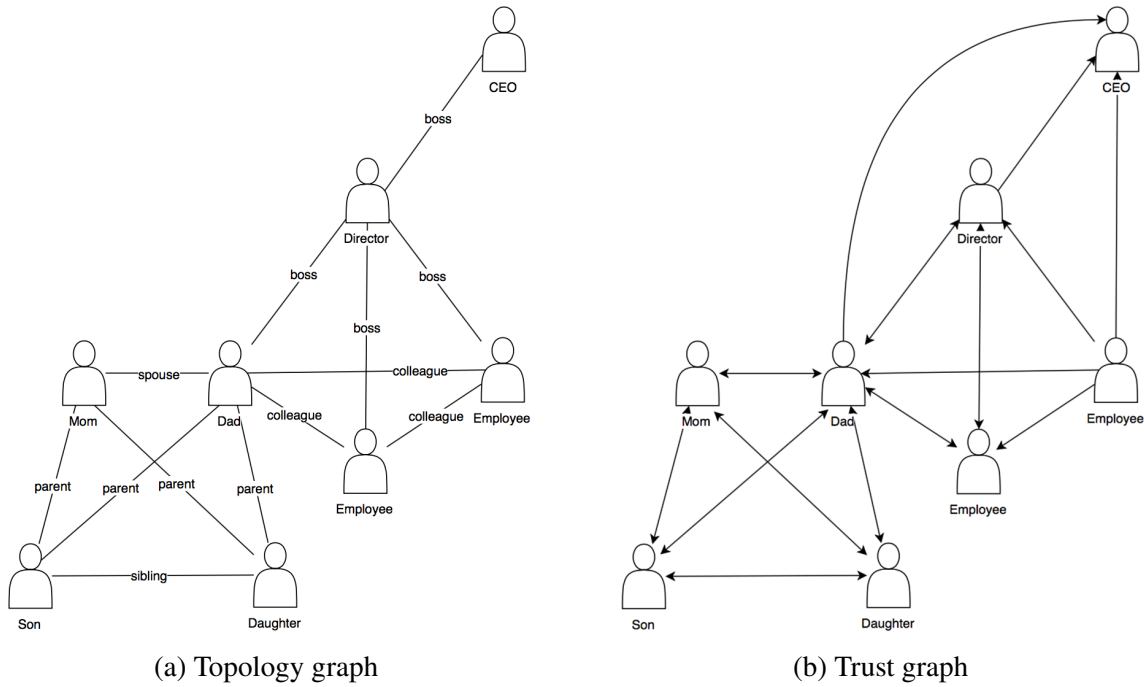 CEO
boss
Director
boss
boss
boss
spouse
colleague
Mom
Dad
colleague
colleague
Employee
parent
parent
parent
parent
Employee
sibling
Son
Daughter
(a) Topology graph
CEO
Director
Mom
Dad
Employee
Employee
Son
Daughter
(b) Trust graph